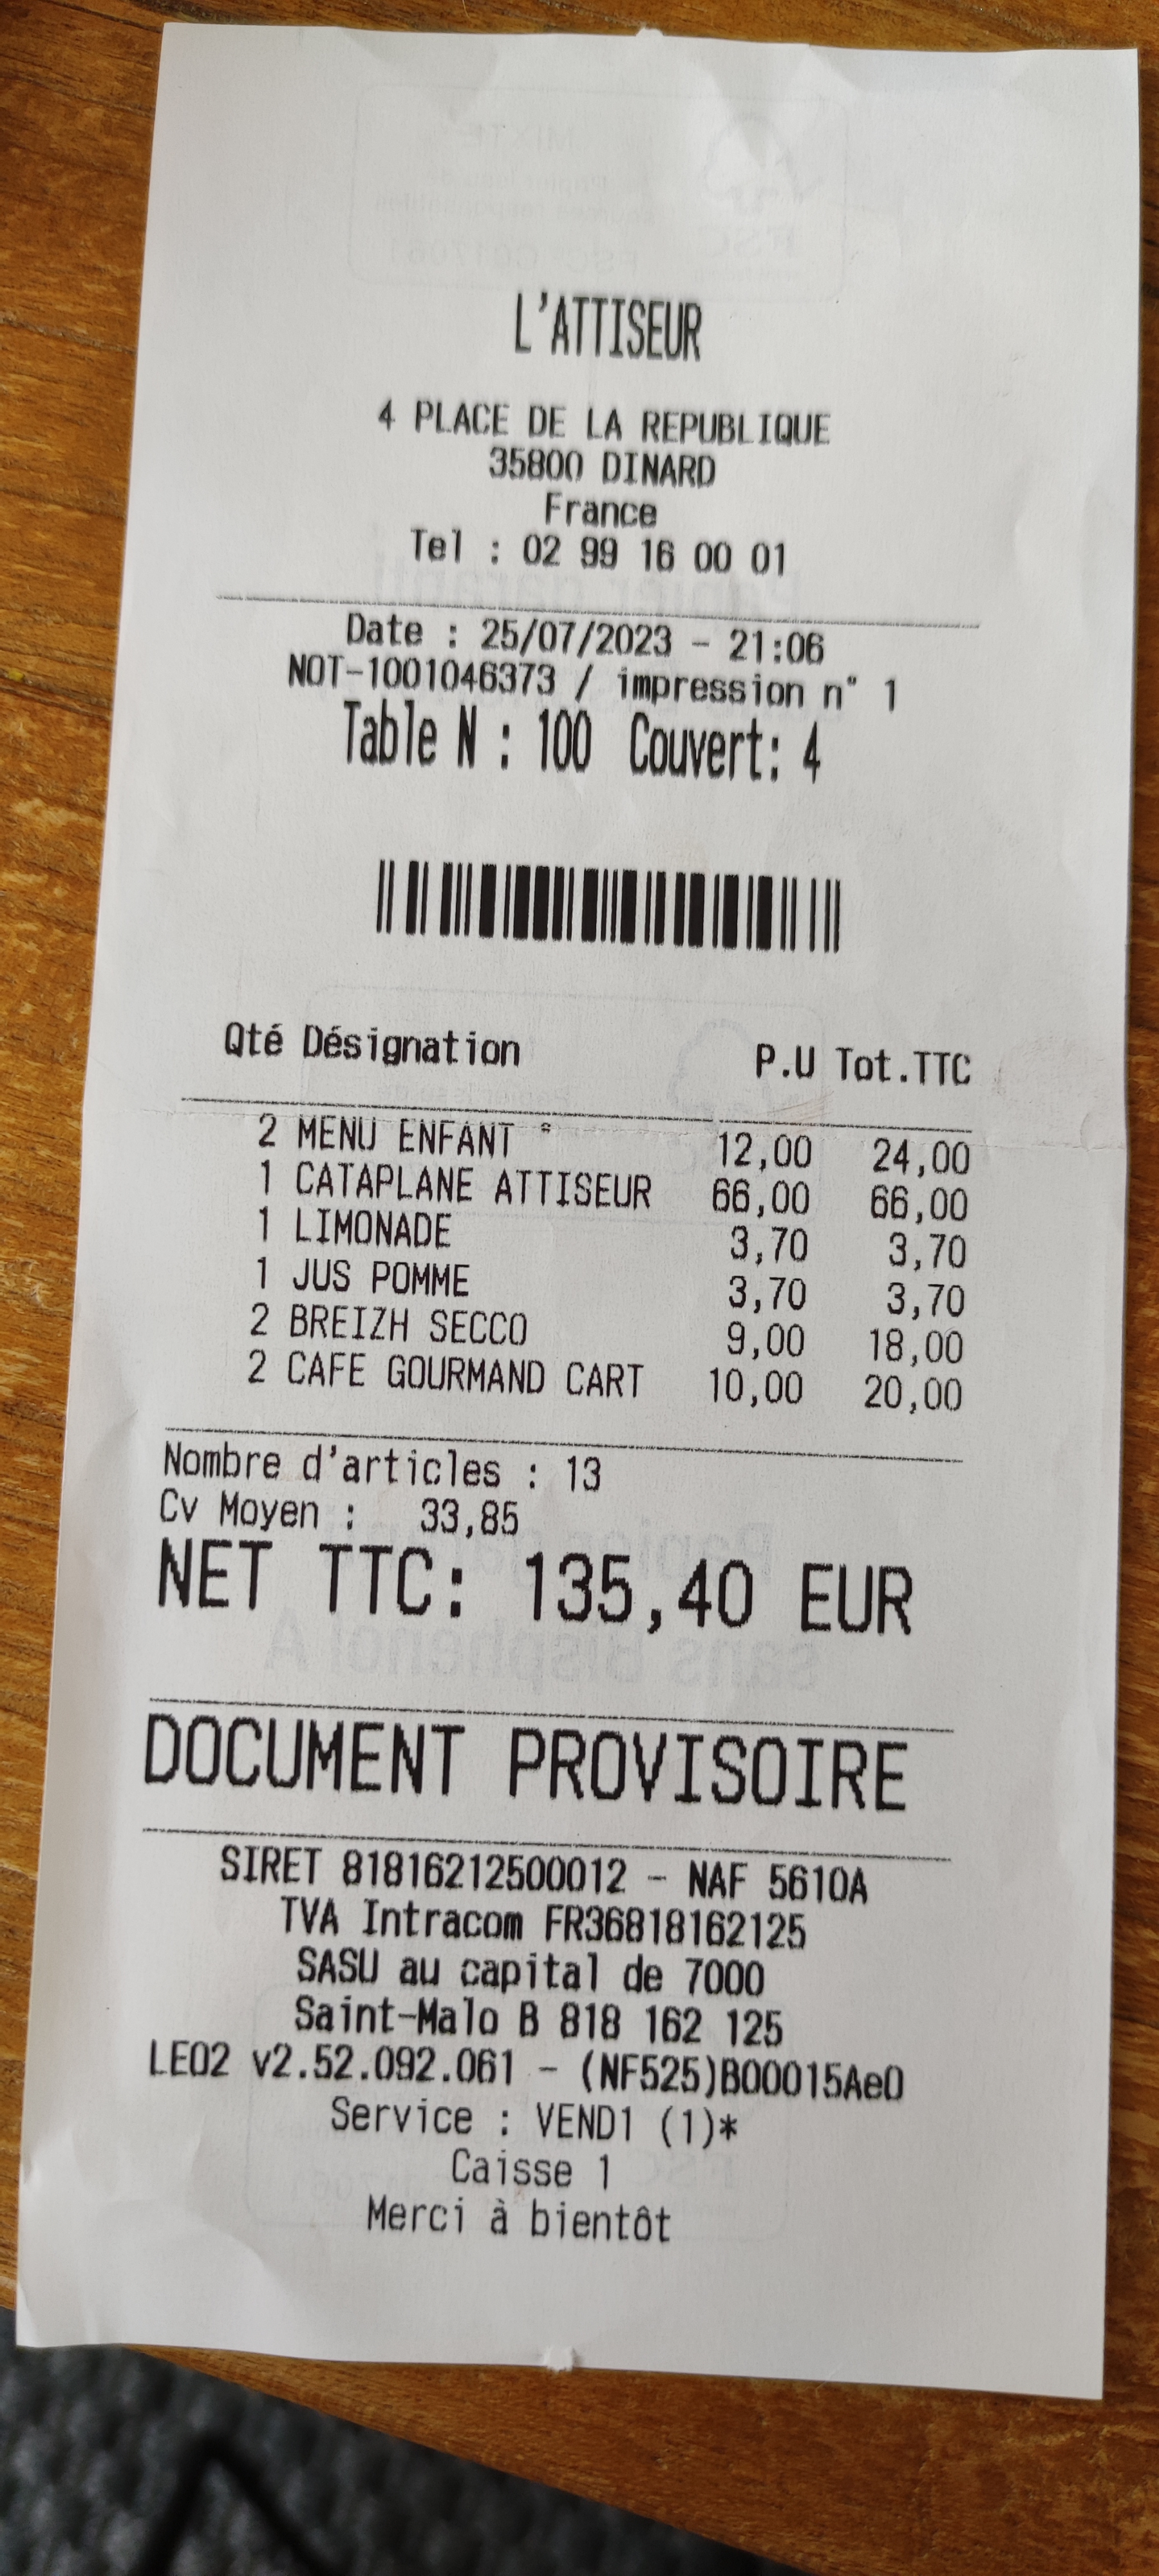 L'ATTISEUR
4 PLACE DE LA REPUBLIQUE
35800 DINARD
France
Tel : 02 99 16 00 01
Date : 25/07/2023 - 21:06
NOT-1001046373 / impression n° 1
Table N : 100 Couvert: 4
Qté Désignation P.U Tot.TTC
2 MENU ENFANT * 12,00 24,00
1 CATAPLANE ATTISEUR 66,00 66,00
1 LIMONADE 3,70 3,70
1 JUS POMME 3,70 3,70
2 BREIZH SECCO 9,00 18,00
2 CAFE GOURMAND CART 10,00 20,00
Nombre d'articles : 13
Cv Moyen : 33,85
NET TTC: 135,40 EUR
DOCUMENT PROVISOIRE
SIRET 81816212500012 - NAF 5610A
TVA Intracom FR36818162125
SASU au capital de 7000
Saint-Malo B 818 162 125
LEO2 v2.52.092.061 - (NF525)B00015Ae0
Service : VEND1 (1)*
Caisse 1
Merci à bientôt